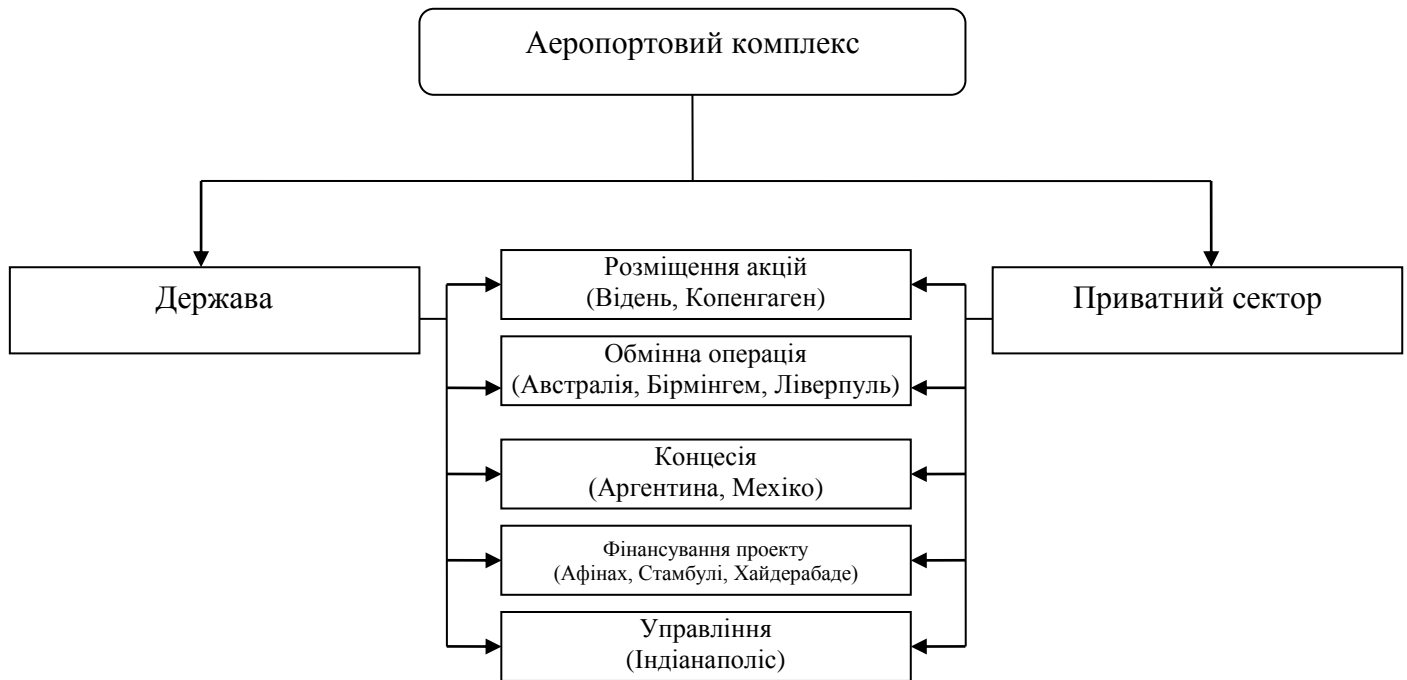 Аеропортовий комплекс
Держава
Розміщення акцій
(Відень, Копенгаген)
Обмінна операція
(Австралія, Бірмінгем, Ліверпуль)
Концесія
(Аргентина, Мехіко)
Фінансування проекту
(Афінах, Стамбулі, Хайдерабаде)
Управління
(Індіанаполіс)
Приватний сектор